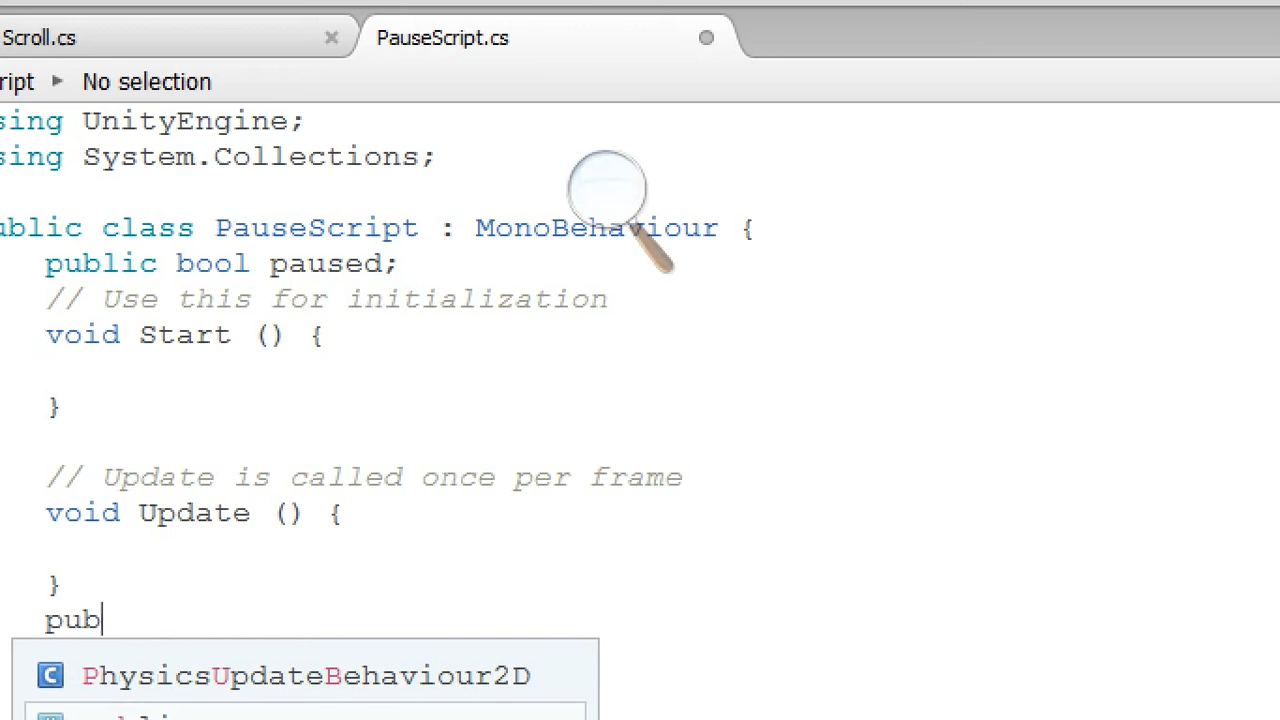 Scroll.cs
PauseScript.cs
ript
No selection
sing UnityEngine;
sing System.Collections;
ublic class PauseScript : MonoBehaviour {
public bool paused;
// Use this for initialization
void Start () {
}
// Update is called once per frame
void Update () {
}
pub
PhysicsUpdateBehaviour2D